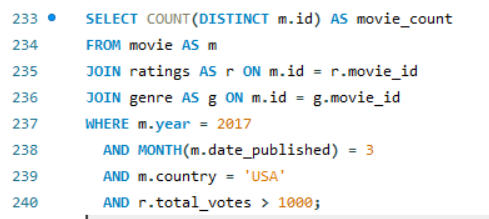 233 SELECT COUNT(DISTINCT m.id) AS movie_count
234 FROM movie AS m
235 JOIN ratings AS r ON m.id = r.movie_id
236 JOIN genre AS g ON m.id = g.movie_id
237 WHERE m.year = 2017
238 AND MONTH(m.date_published) = 3
239 AND m.country = 'USA'
240 AND r.total_votes > 1000;